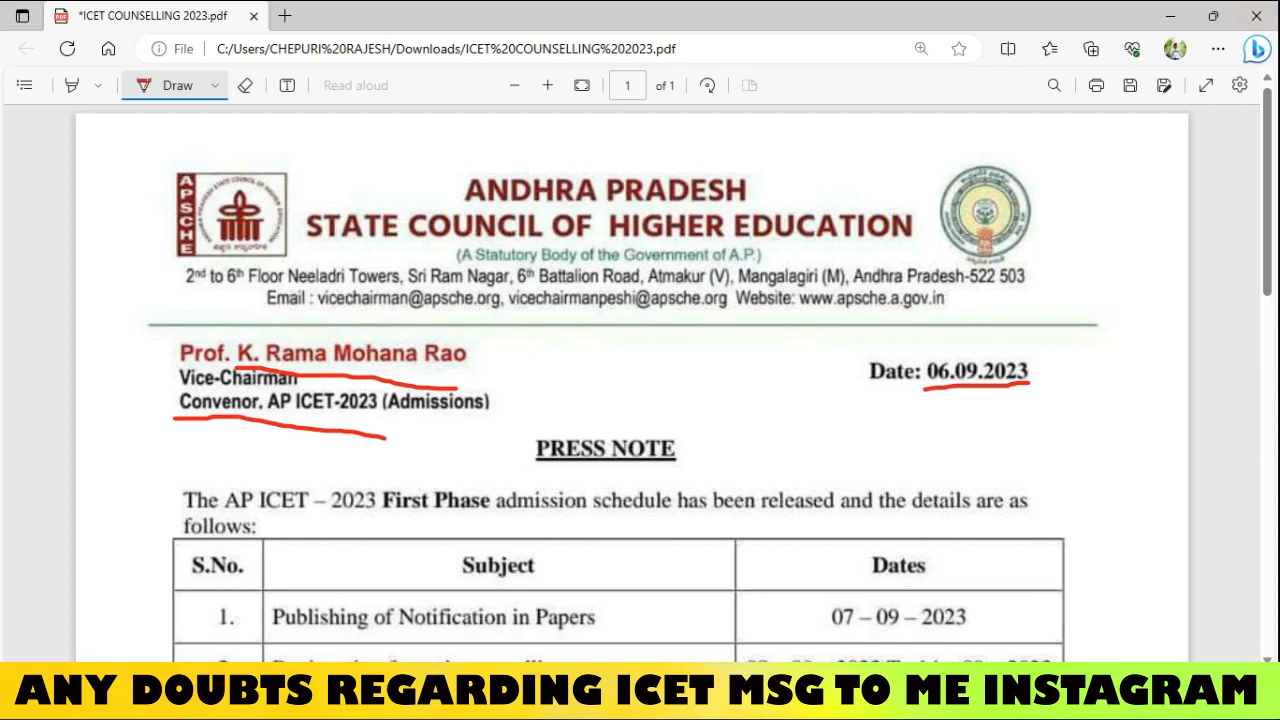 *ICET COUNSELLING 2023.pdf
File C:/Users/CHEPURI%20RAJESH/Downloads/ICET%20COUNSELLING%202023.pdf
Draw Read aloud 1 of 1
APSCHE
ANDHRA PRADESH
STATE COUNCIL OF HIGHER EDUCATION
(A Statutory Body of the Government of A.P.)
2nd to 6th Floor Neeladri Towers, Sri Ram Nagar, 6th Battalion Road, Atmakur (V), Mangalagiri (M), Andhra Pradesh-522 503
Email : vicechairman@apsche.org, vicechairmanpeshi@apsche.org Website: www.apsche.a.gov.in
Prof. K. Rama Mohana Rao
Vice-Chairman
Date: 06.09.2023
Convenor, AP ICET-2023 (Admissions)
PRESS NOTE
The AP ICET – 2023 First Phase admission schedule has been released and the details are as
follows:
S.No. Subject Dates
1. Publishing of Notification in Papers 07 – 09 – 2023
ANY DOUBTS REGARDING ICET MSG TO ME INSTAGRAM